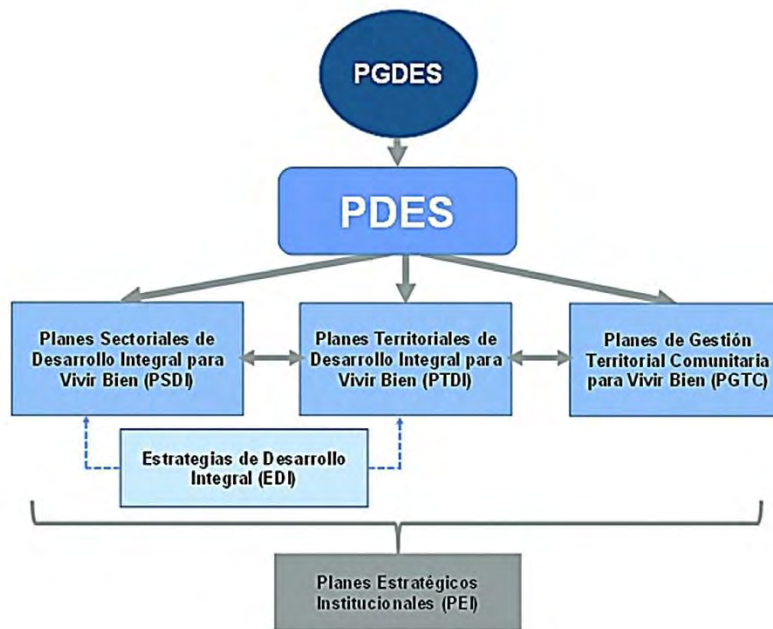 PGDES
PDES
Planes Sectoriales de
Desarrollo Integral para
Vivir Bien (PSDI)
Planes Territoriales de
Desarrollo Integral para
Vivir Bien (PTDI)
Planes de Gestión
Territorial Comunitaria
para Vivir Bien (PGTC)
Estrategias de Desarrollo
Integral (EDI)
Planes Estratégicos
Institucionales (PEI)